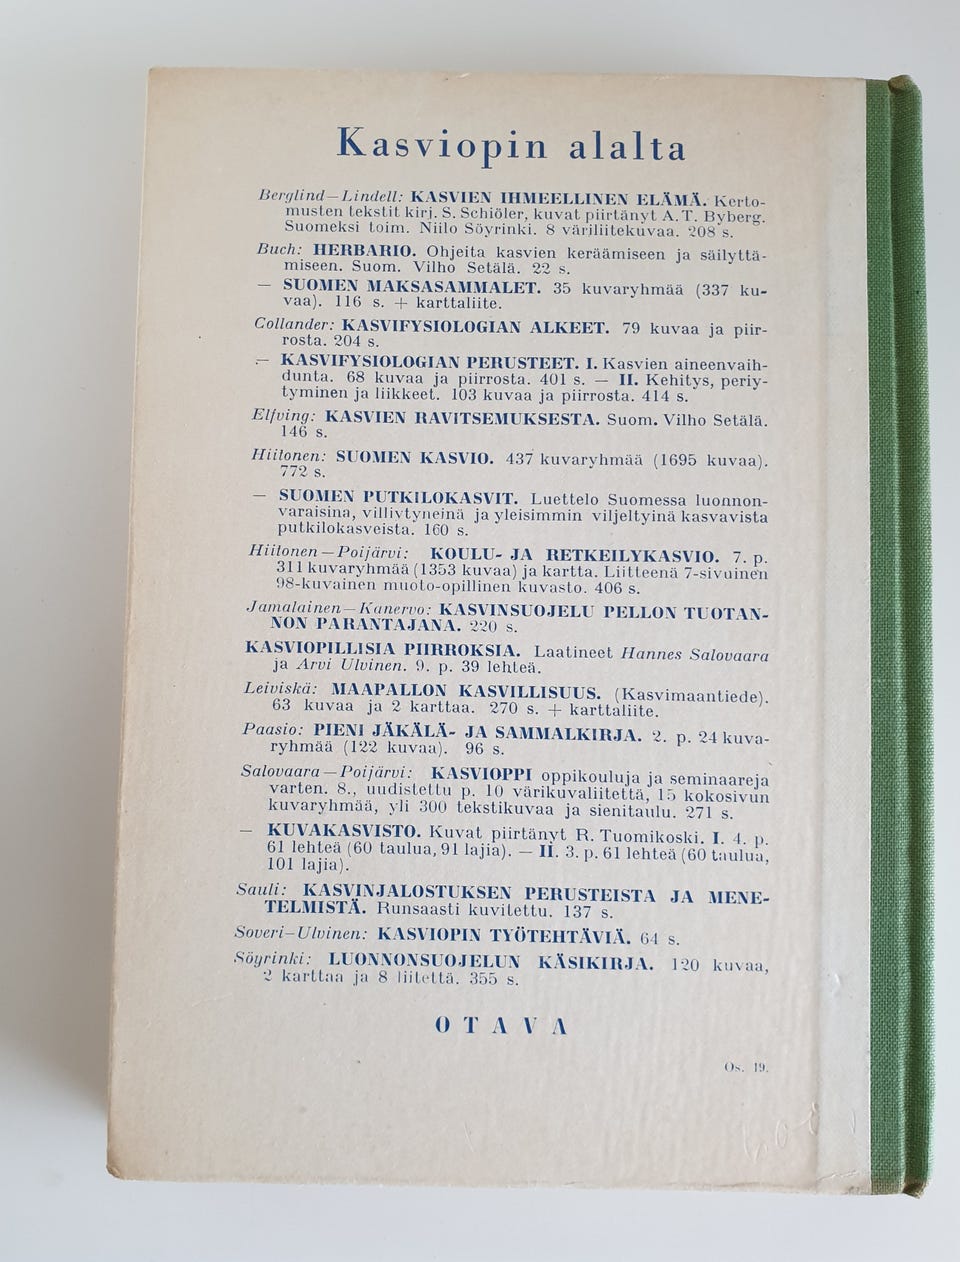 Kasviopin alalta
Berglind—Lindell: KASVIEN IHMEELLINEN ELÄMÄ. Kerto-
musten tekstit kirj. S. Schiöler, kuvat piirtänyt A. T. Byberg.
Suomeksi toim. Niilo Söyrinki. 8 väriliitekuvaa. 208 s.
Buch: HERBARIO. Ohjeita kasvien keräämiseen ja säilyttä-
miseen. Suom. Vilho Setälä. 22 s.
— SUOMEN MAKSASAMMALET. 35 kuvaryhmää (337 ku-
vaa). 116 s. + karttaliite.
Collander: KASVIFYSIOLOGIAN ALKEET. 79 kuvaa ja piir-
rosta. 204 s.
— KASVIFYSIOLOGIAN PERUSTEET. I. Kasvien aineenvaih-
dunta. 68 kuvaa ja piirrosta. 401 s. — II. Kehitys, periy-
tyminen ja liikkeet. 103 kuvaa ja piirrosta. 414 s.
Elfving: KASVIEN RAVITSEMUKSESTA. Suom. Vilho Setälä.
146 s.
Hiitonen: SUOMEN KASVIO. 437 kuvaryhmää (1695 kuvaa).
772 s.
— SUOMEN PUTKILOKASVIT. Luettelo Suomessa luonnon-
varaisina, villiytyneinä ja yleisimmin viljeltyinä kasvavista
putkilokasveista. 160 s.
Hiitonen—Poijärvi: KOULU- JA RETKEILYKASVIO. 7. p.
311 kuvaryhmää (1353 kuvaa) ja kartta. Liitteenä 7-sivuinen
98-kuvainen muoto-opillinen kuvasto. 406 s.
Jamalainen—Kanervo: KASVINSUOJELU PELLON TUOTAN-
NON PARANTAJANA. 220 s.
KASVIOPILLISIA PIIRROKSIA. Laatineet Hannes Salovaara
ja Arvi Ulvinen. 9. p. 39 lehteä.
Leiviskä: MAAPALLON KASVILLISUUS. (Kasvimaantiede).
63 kuvaa ja 2 karttaa. 270 s. + karttaliite.
Paasio: PIENI JÄKÄLÄ- JA SAMMALKIRJA. 2. p. 24 kuva-
ryhmää (122 kuvaa). 96 s.
Salovaara—Poijärvi: KASVIOPPI oppikouluja ja seminaareja
varten. 8., uudistettu p. 10 värikuvaliitettä, 15 kokosivun
kuvaryhmää, yli 300 tekstikuvaa ja sienitaulu. 271 s.
— KUVAKASVISTO. Kuvat piirtänyt R. Tuomikoski. I. 4. p.
61 lehteä (60 taulua, 91 lajia). — II. 3. p. 61 lehteä (60 taulua,
101 lajia).
Sauli: KASVINJALOSTUKSEN PERUSTEISTA JA MENE-
TELMISTÄ. Runsaasti kuvitettu. 137 s.
Soveri-Ulvinen: KASVIOPIN TYÖTEHTÄVIÄ. 64 s.
Söyrinki: LUONNONSUOJELUN KÄSIKIRJA. 120 kuvaa,
2 karttaa ja 8 liitettä. 355 s.
OTAVA
Os. 19.